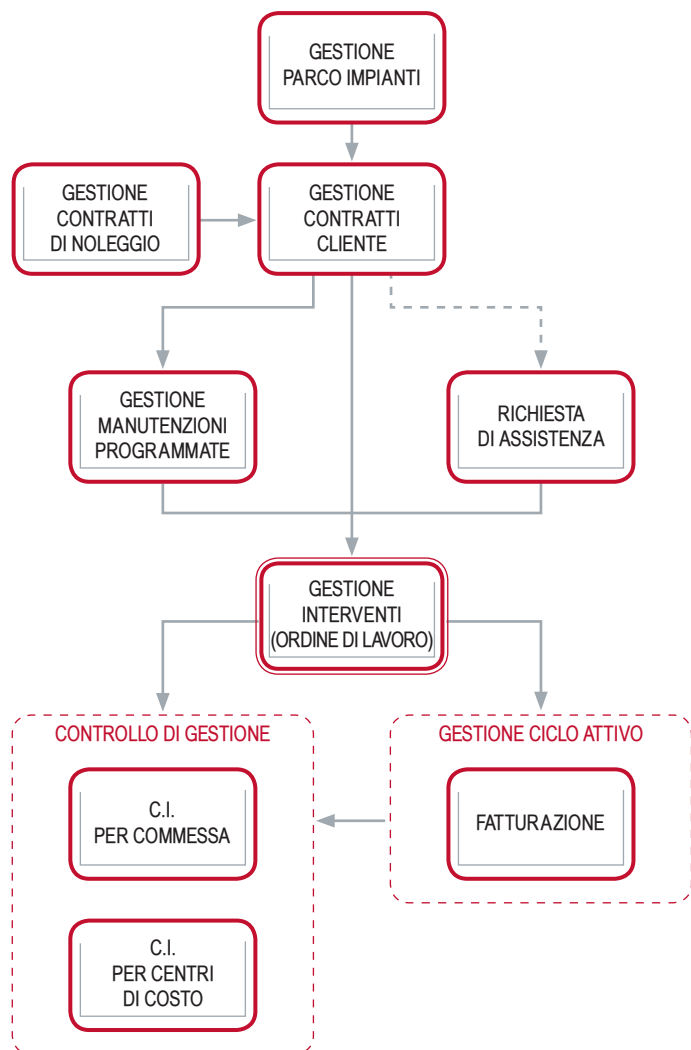 GESTIONE
PARCO IMPIANTI
GESTIONE
CONTRATTI
DI NOLEGGIO
GESTIONE
CONTRATTI
CLIENTE
GESTIONE
MANUTENZIONI
PROGRAMMATE
RICHIESTA
DI ASSISTENZA
GESTIONE
INTERVENTI
(ORDINE DI LAVORO)
CONTROLLO DI GESTIONE
C.I.
PER COMMESSA
C.I.
PER CENTRI
DI COSTO
GESTIONE CICLO ATTIVO
FATTURAZIONE